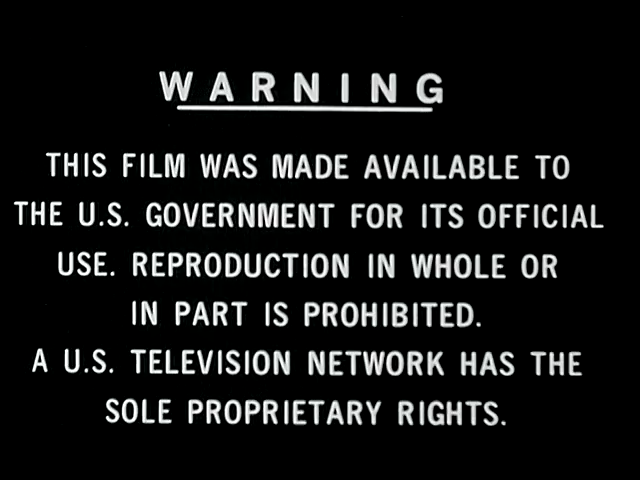 WARNING
THIS FILM WAS MADE AVAILABLE TO
THE U.S. GOVERNMENT FOR ITS OFFICIAL
USE. REPRODUCTION IN WHOLE OR
IN PART IS PROHIBITED.
A U.S. TELEVISION NETWORK HAS THE
SOLE PROPRIETARY RIGHTS.